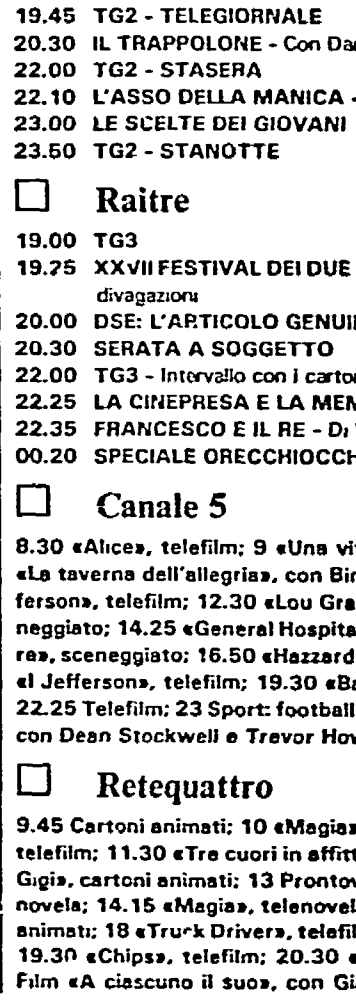 19.45 TG2 - TELEGIORNALE
20.30 IL TRAPPOLONE - Con Dar
22.00 TG2 - STASERA
22.10 L'ASSO DELLA MANICA -
23.00 LE SCELTE DEI GIOVANI
23.50 TG2 - STANOTTE
☐ Raitre
19.00 TG3
19.25 XXVII FESTIVAL DEI DUE
divagazioni
20.00 DSE: L'ARTICOLO GENUI
20.30 SERATA A SOGGETTO
22.00 TG3 - Intervallo con i carto
22.25 LA CINEPRESA E LA MEM
22.35 FRANCESCO E IL RE - Di
00.20 SPECIALE ORECCHIOCCH
☐ Canale 5
8.30 «Alice», telefilm; 9 «Una vit
«La taverna dell'allegria», con Bin
ferson», telefilm; 12.30 «Lou Gra
neggiato; 14.25 «General Hospita
re», sceneggiato; 16.50 «Hazzard
«I Jefferson», telefilm; 19.30 «Ba
22.25 Telefilm; 23 Sport: football
con Dean Stockwell e Trevor How
☐ Retequattro
9.45 Cartoni animati; 10 «Magia»
telefilm; 11.30 «Tre cuori in affitt
Gigi», cartoni animati; 13 Prontov
novela; 14.15 «Magia», telenovel
animati; 18 «Truck Driver», telefil
19.30 «Chips», telefilm; 20.30 «
Film «A ciascuno il suo», con Gi